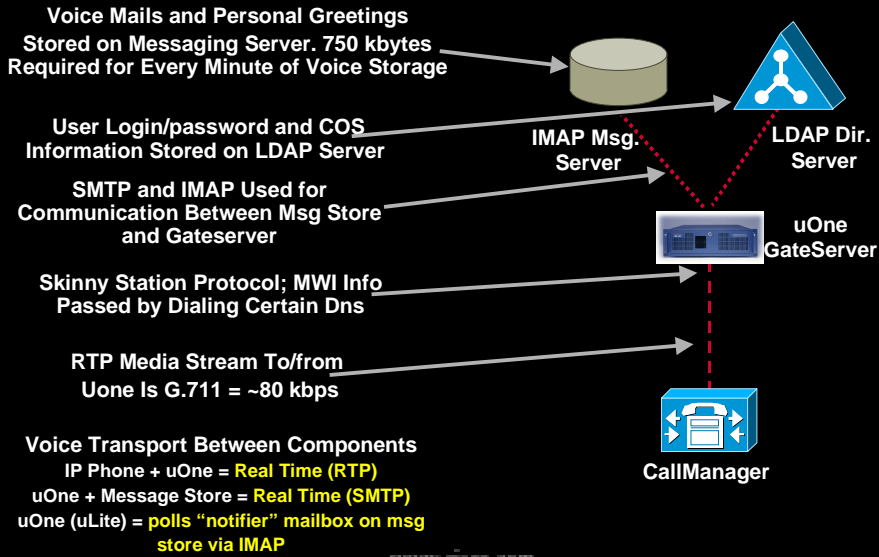 Voice Mails and Personal Greetings
Stored on Messaging Server. 750 kbytes
Required for Every Minute of Voice Storage
User Login/password and COS
Information Stored on LDAP Server
SMTP and IMAP Used for
Communication Between Msg Store
and Gateserver
Skinny Station Protocol; MWI Info
Passed by Dialing Certain Dns
RTP Media Stream To/from
Uone Is G.711 = ~80 kbps
Voice Transport Between Components
IP Phone + uOne = Real Time (RTP)
uOne + Message Store = Real Time (SMTP)
uOne (uLite) = polls “notifier” mailbox on msg
store via IMAP
IMAP Msg.
Server
LDAP Dir.
Server
uOne
GateServer
CallManager